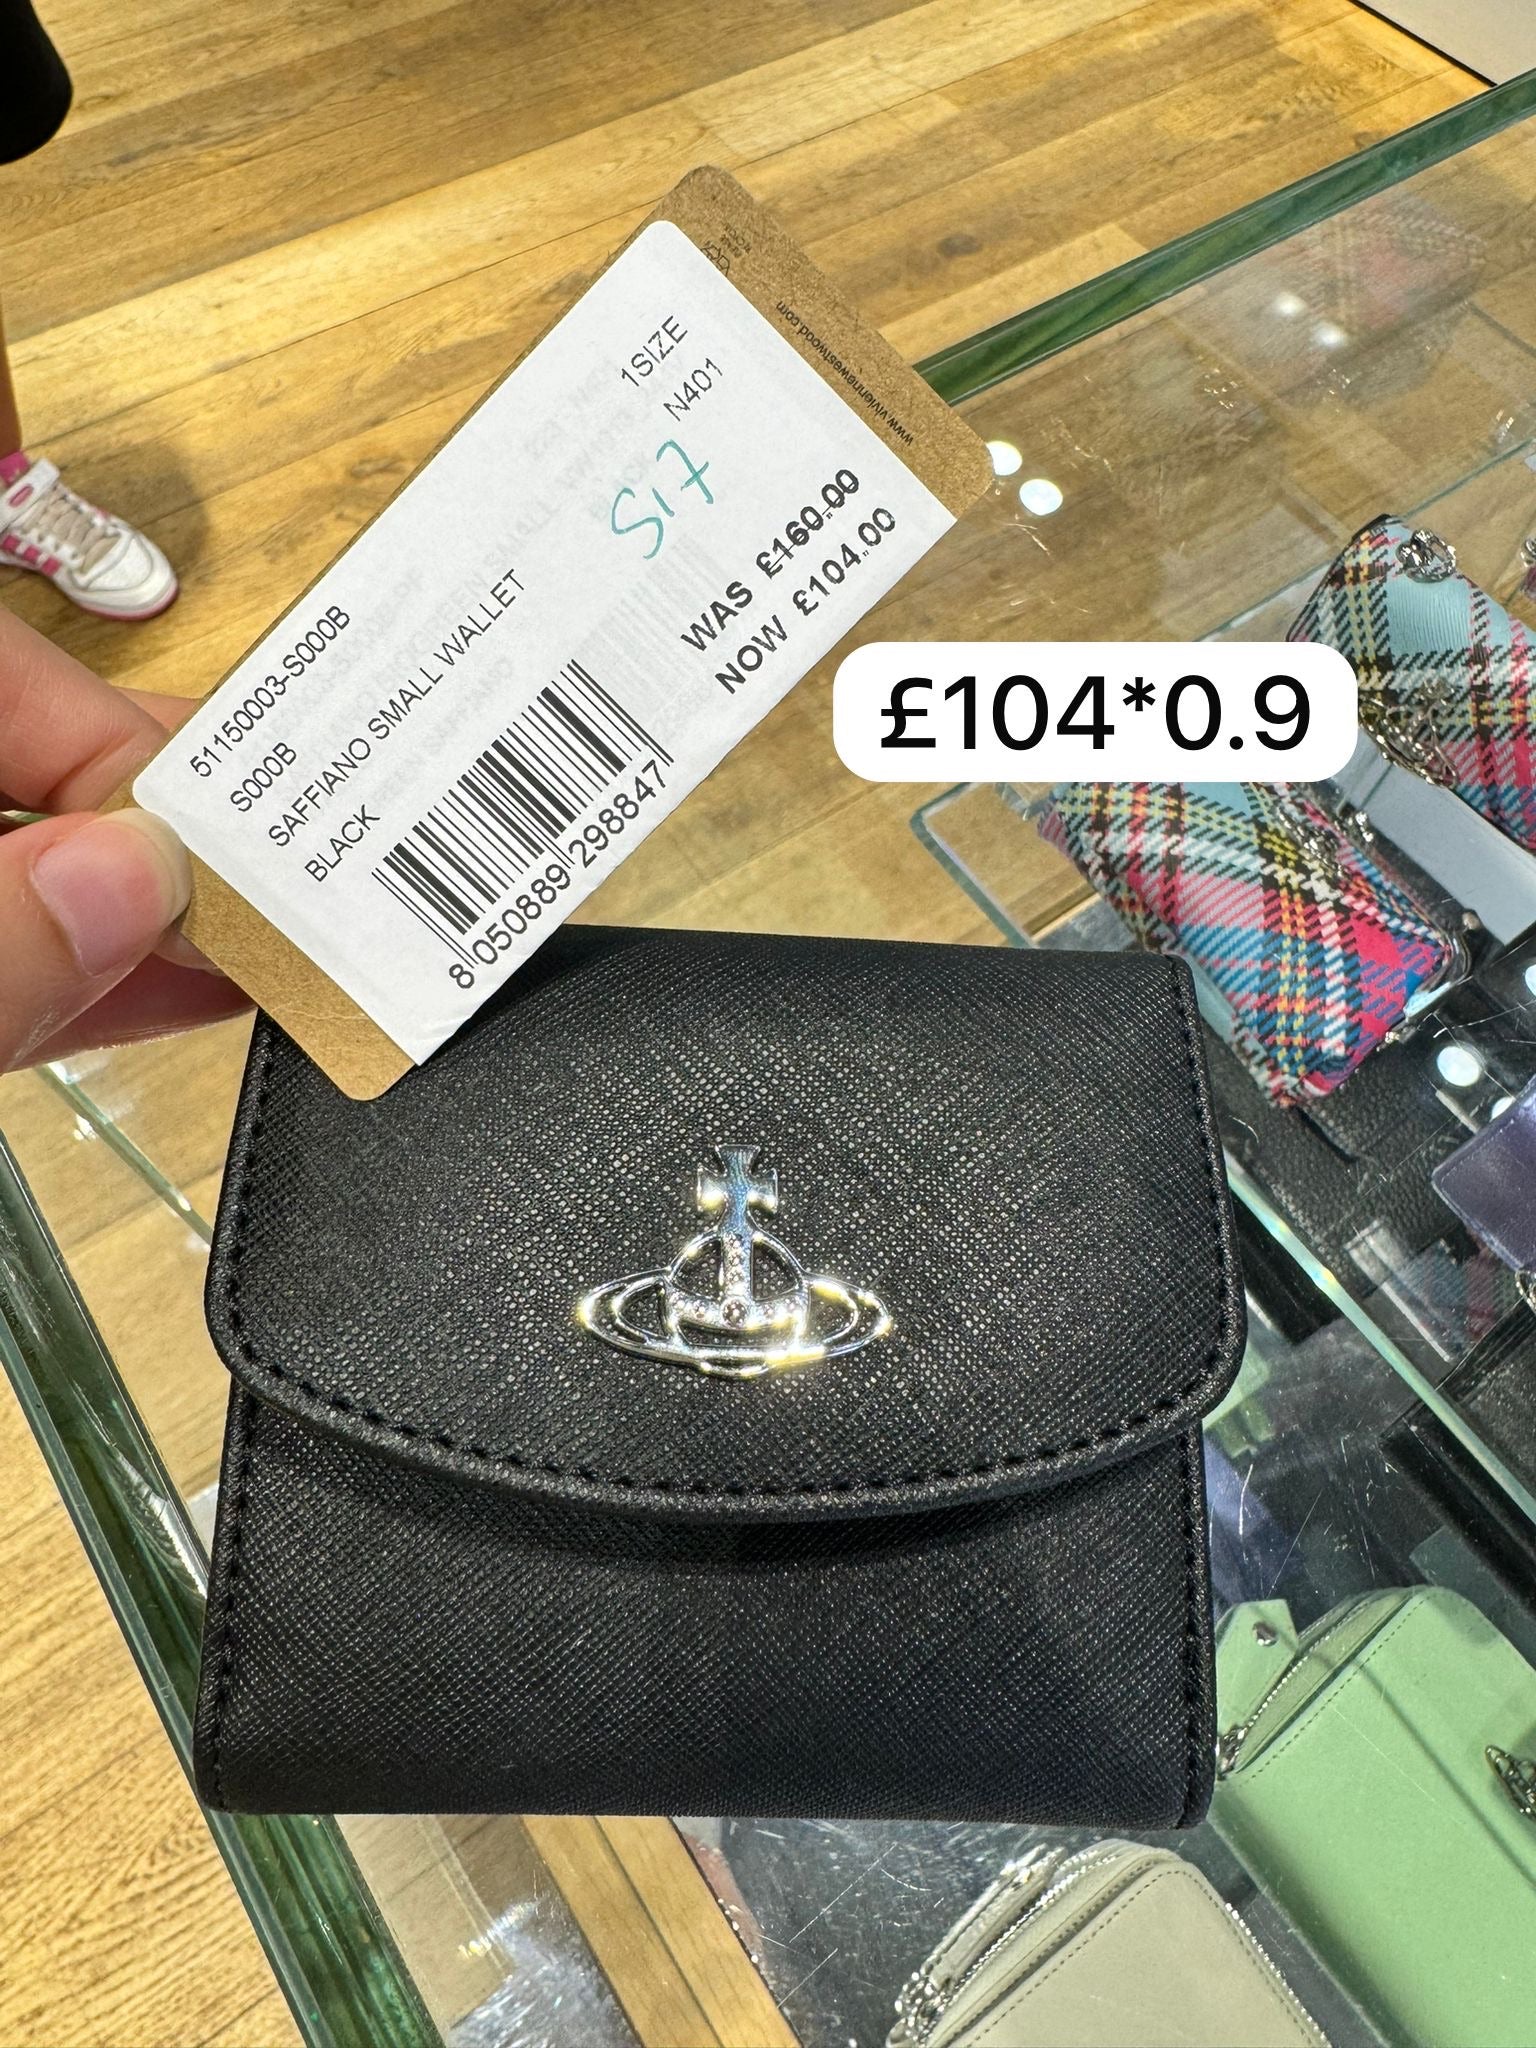 www.viviennewestwood.com
1SIZE
N401
S17
51150003-S000B
S000B
SAFFIANO SMALL WALLET
BLACK
WAS £160.00
NOW £104.00
8 050889 298847
£104*0.9